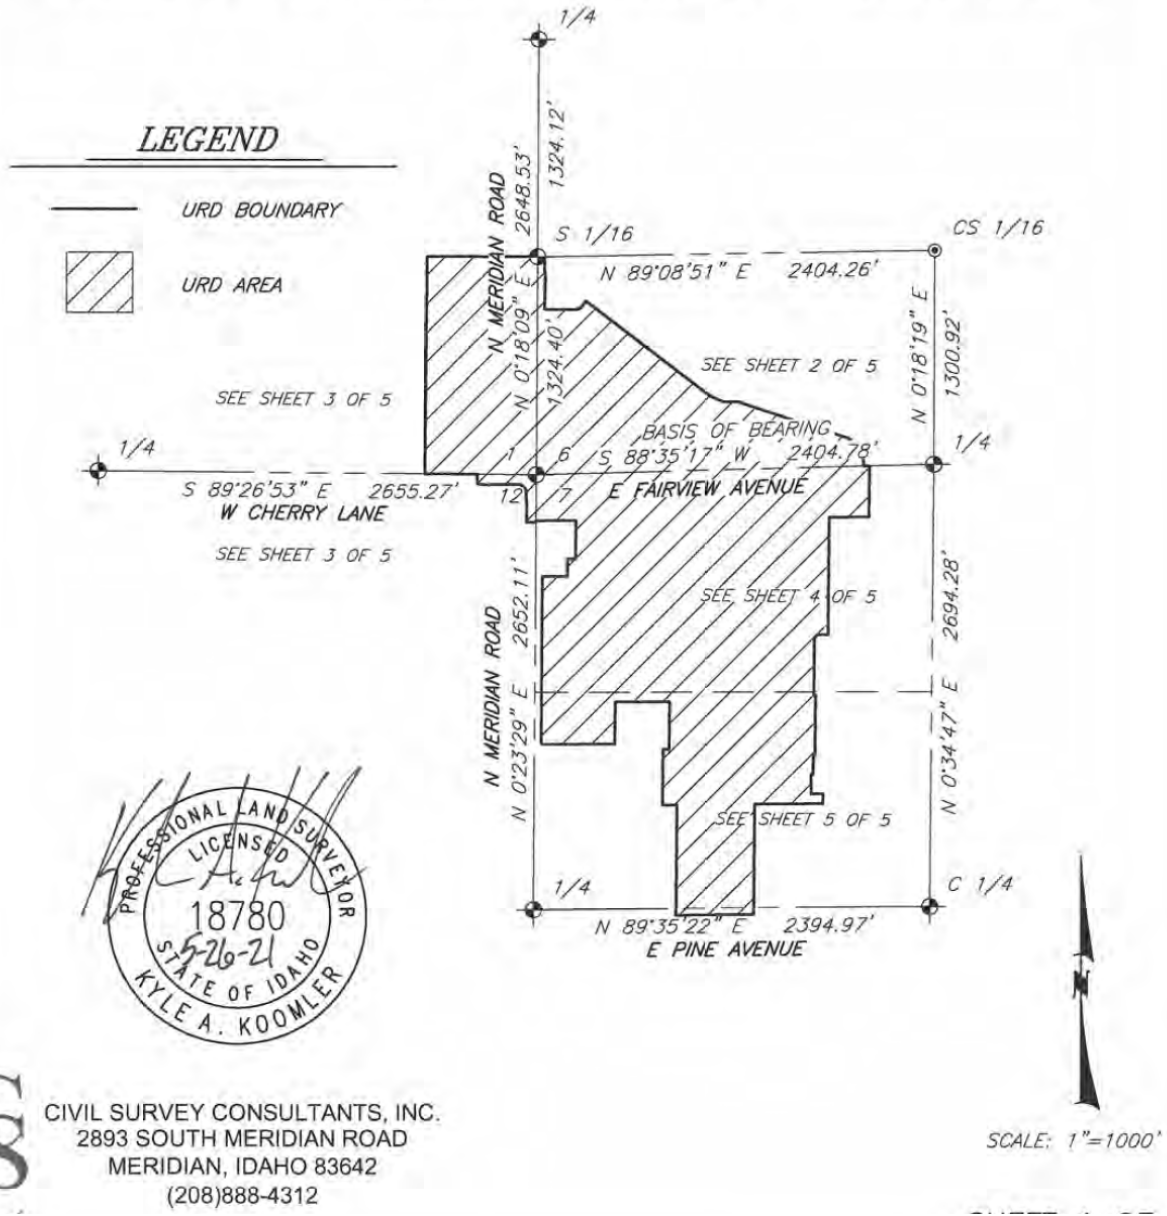 1/4
LEGEND
URD BOUNDARY
URD AREA
N MERIDIAN ROAD
2648.53'
1324.12'
S 1/16
CS 1/16
N 89°08'51" E 2404.26'
N 0°18'09" E
1324.40'
N 0°18'19" E
1300.92'
SEE SHEET 2 OF 5
SEE SHEET 3 OF 5
BASIS OF BEARING
S 88°35'17" W 2404.78'
1/4
1/4
1 6
12 7
S 89°26'53" E 2655.27'
W CHERRY LANE
E FAIRVIEW AVENUE
SEE SHEET 3 OF 5
SEE SHEET 4 OF 5
N MERIDIAN ROAD
N 0°23'29" E 2652.11'
N 0°34'47" E 2694.28'
SEE SHEET 5 OF 5
1/4
C 1/4
N 89°35'22" E 2394.97'
E PINE AVENUE
PROFESSIONAL LAND SURVEYOR
LICENSED
18780
5-26-21
STATE OF IDAHO
KYLE A. KOOMLER
N
SCALE: 1"=1000'
CIVIL SURVEY CONSULTANTS, INC.
2893 SOUTH MERIDIAN ROAD
MERIDIAN, IDAHO 83642
(208)888-4312